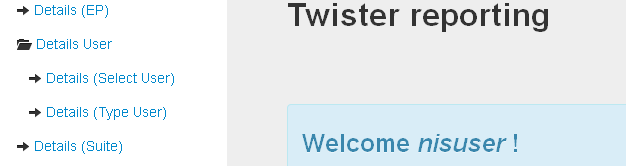 Details (EP)
Details User
Details (Select User)
Details (Type User)
Details (Suite)
Twister reporting
Welcome nisuser !